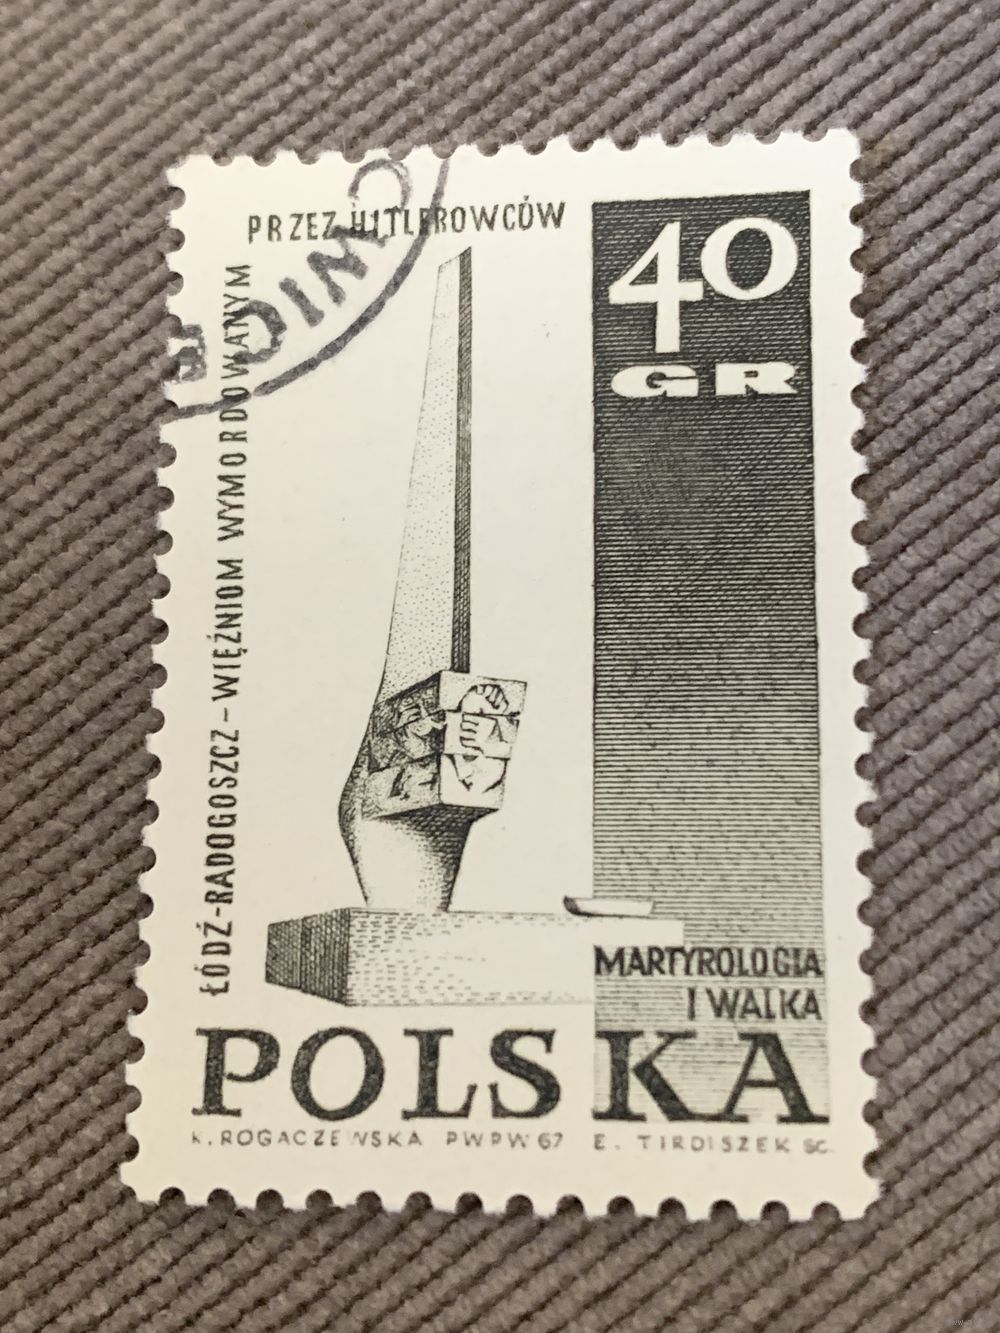 PRZEZ HITLEROWCÓW
ŁÓDŹ-RADOGOSZCZ-WIĘŹNIOM WYMORDOWANYM
40
GR
MARTYROLOGIA
I WALKA
POLSKA
K. ROGACZEWSKA PWPW 67 E. TIRDISZEK SC.